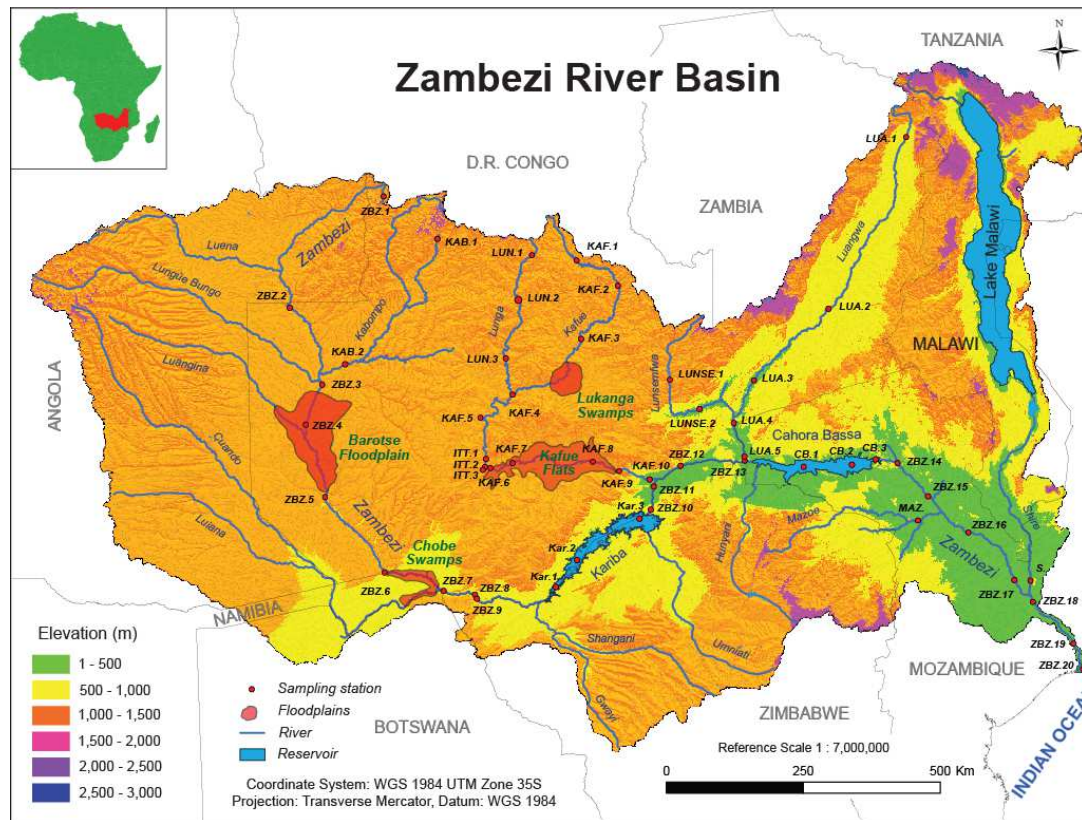 Zambezi River Basin
N
TANZANIA
D.R. CONGO
ZAMBIA
ANGOLA
MALAWI
NAMIBIA
BOTSWANA
ZIMBABWE
MOZAMBIQUE
INDIAN OCEAN
Lake Malawi
LUA.1
ZBZ.1
Luena
Zambezi
KAB.1
LUN.1
KAF.1
Luangwa
Lungue Bungo
ZBZ.2
Kabompo
LUN.2
KAF.2
LUA.2
Lunga
Kafue
KAF.3
KAB.2
LUN.3
Luangina
ZBZ.3
Lukanga
Swamps
Lunsemfwa
LUNSE.1
LUA.3
KAF.4
KAF.5
LUNSE.2
LUA.4
ZBZ.4
Barotse
Floodplain
Cuando
Cahora Bassa
ITT.1
ITT.2
ITT.3
KAF.6
KAF.7
Kafue
Flats
KAF.8
KAF.9
KAF.10
ZBZ.12
LUA.5
ZBZ.13
CB.1
CB.2
CB.3
ZBZ.14
ZBZ.5
ZBZ.11
ZBZ.10
ZBZ.15
Luiana
Zambezi
Kar.3
Mazoe
MAZ.
ZBZ.16
Shire
Chobe
Swamps
Kar.2
Kariba
Hunyani
Zambezi
ZBZ.6
ZBZ.7
ZBZ.8
ZBZ.9
Kar.1
S.
ZBZ.17
ZBZ.18
Shangani
Umniati
ZBZ.19
ZBZ.20
Gwayi
Elevation (m)
1 - 500
500 - 1,000
1,000 - 1,500
1,500 - 2,000
2,000 - 2,500
2,500 - 3,000
Sampling station
Floodplains
River
Reservoir
Coordinate System: WGS 1984 UTM Zone 35S
Projection: Transverse Mercator, Datum: WGS 1984
Reference Scale 1 : 7,000,000
0 250 500 Km